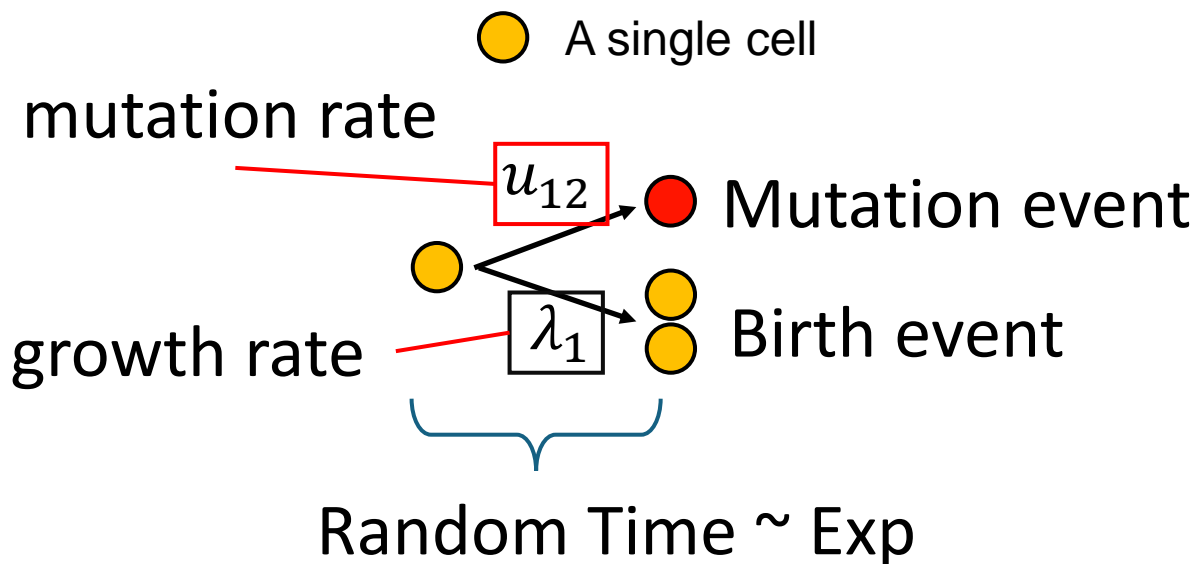 A single cell
mutation rate
u₁₂
Mutation event
growth rate
λ₁
Birth event
Random Time ~ Exp